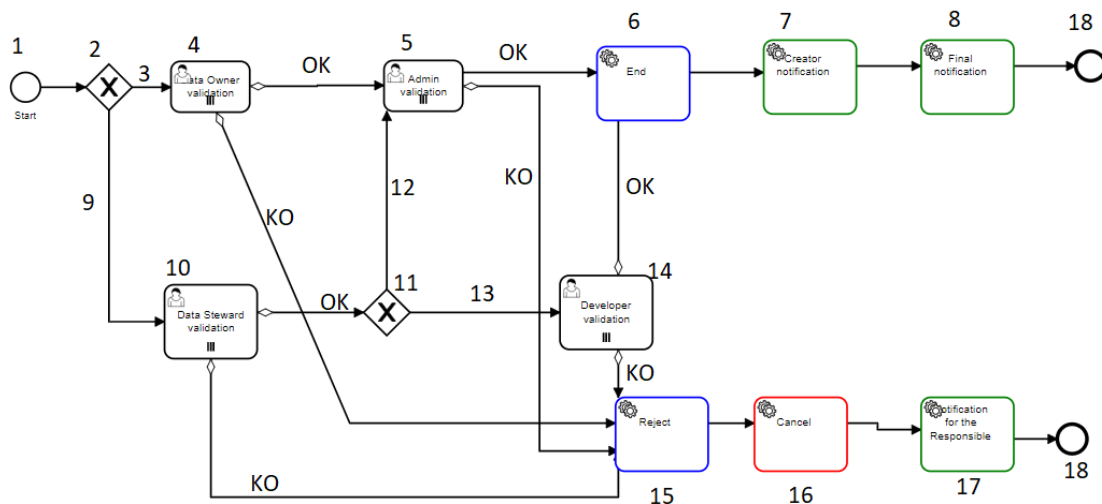 1
2
3
4
5
6
7
8
18
OK
OK
Start
Data Owner
validation
Admin
validation
End
Creator
notification
Final
notification
9
KO
12
KO
OK
10
11
13
14
OK
Data Steward
validation
Developer
validation
KO
KO
Reject
Cancel
Notification
for the
Responsible
15
16
17
18